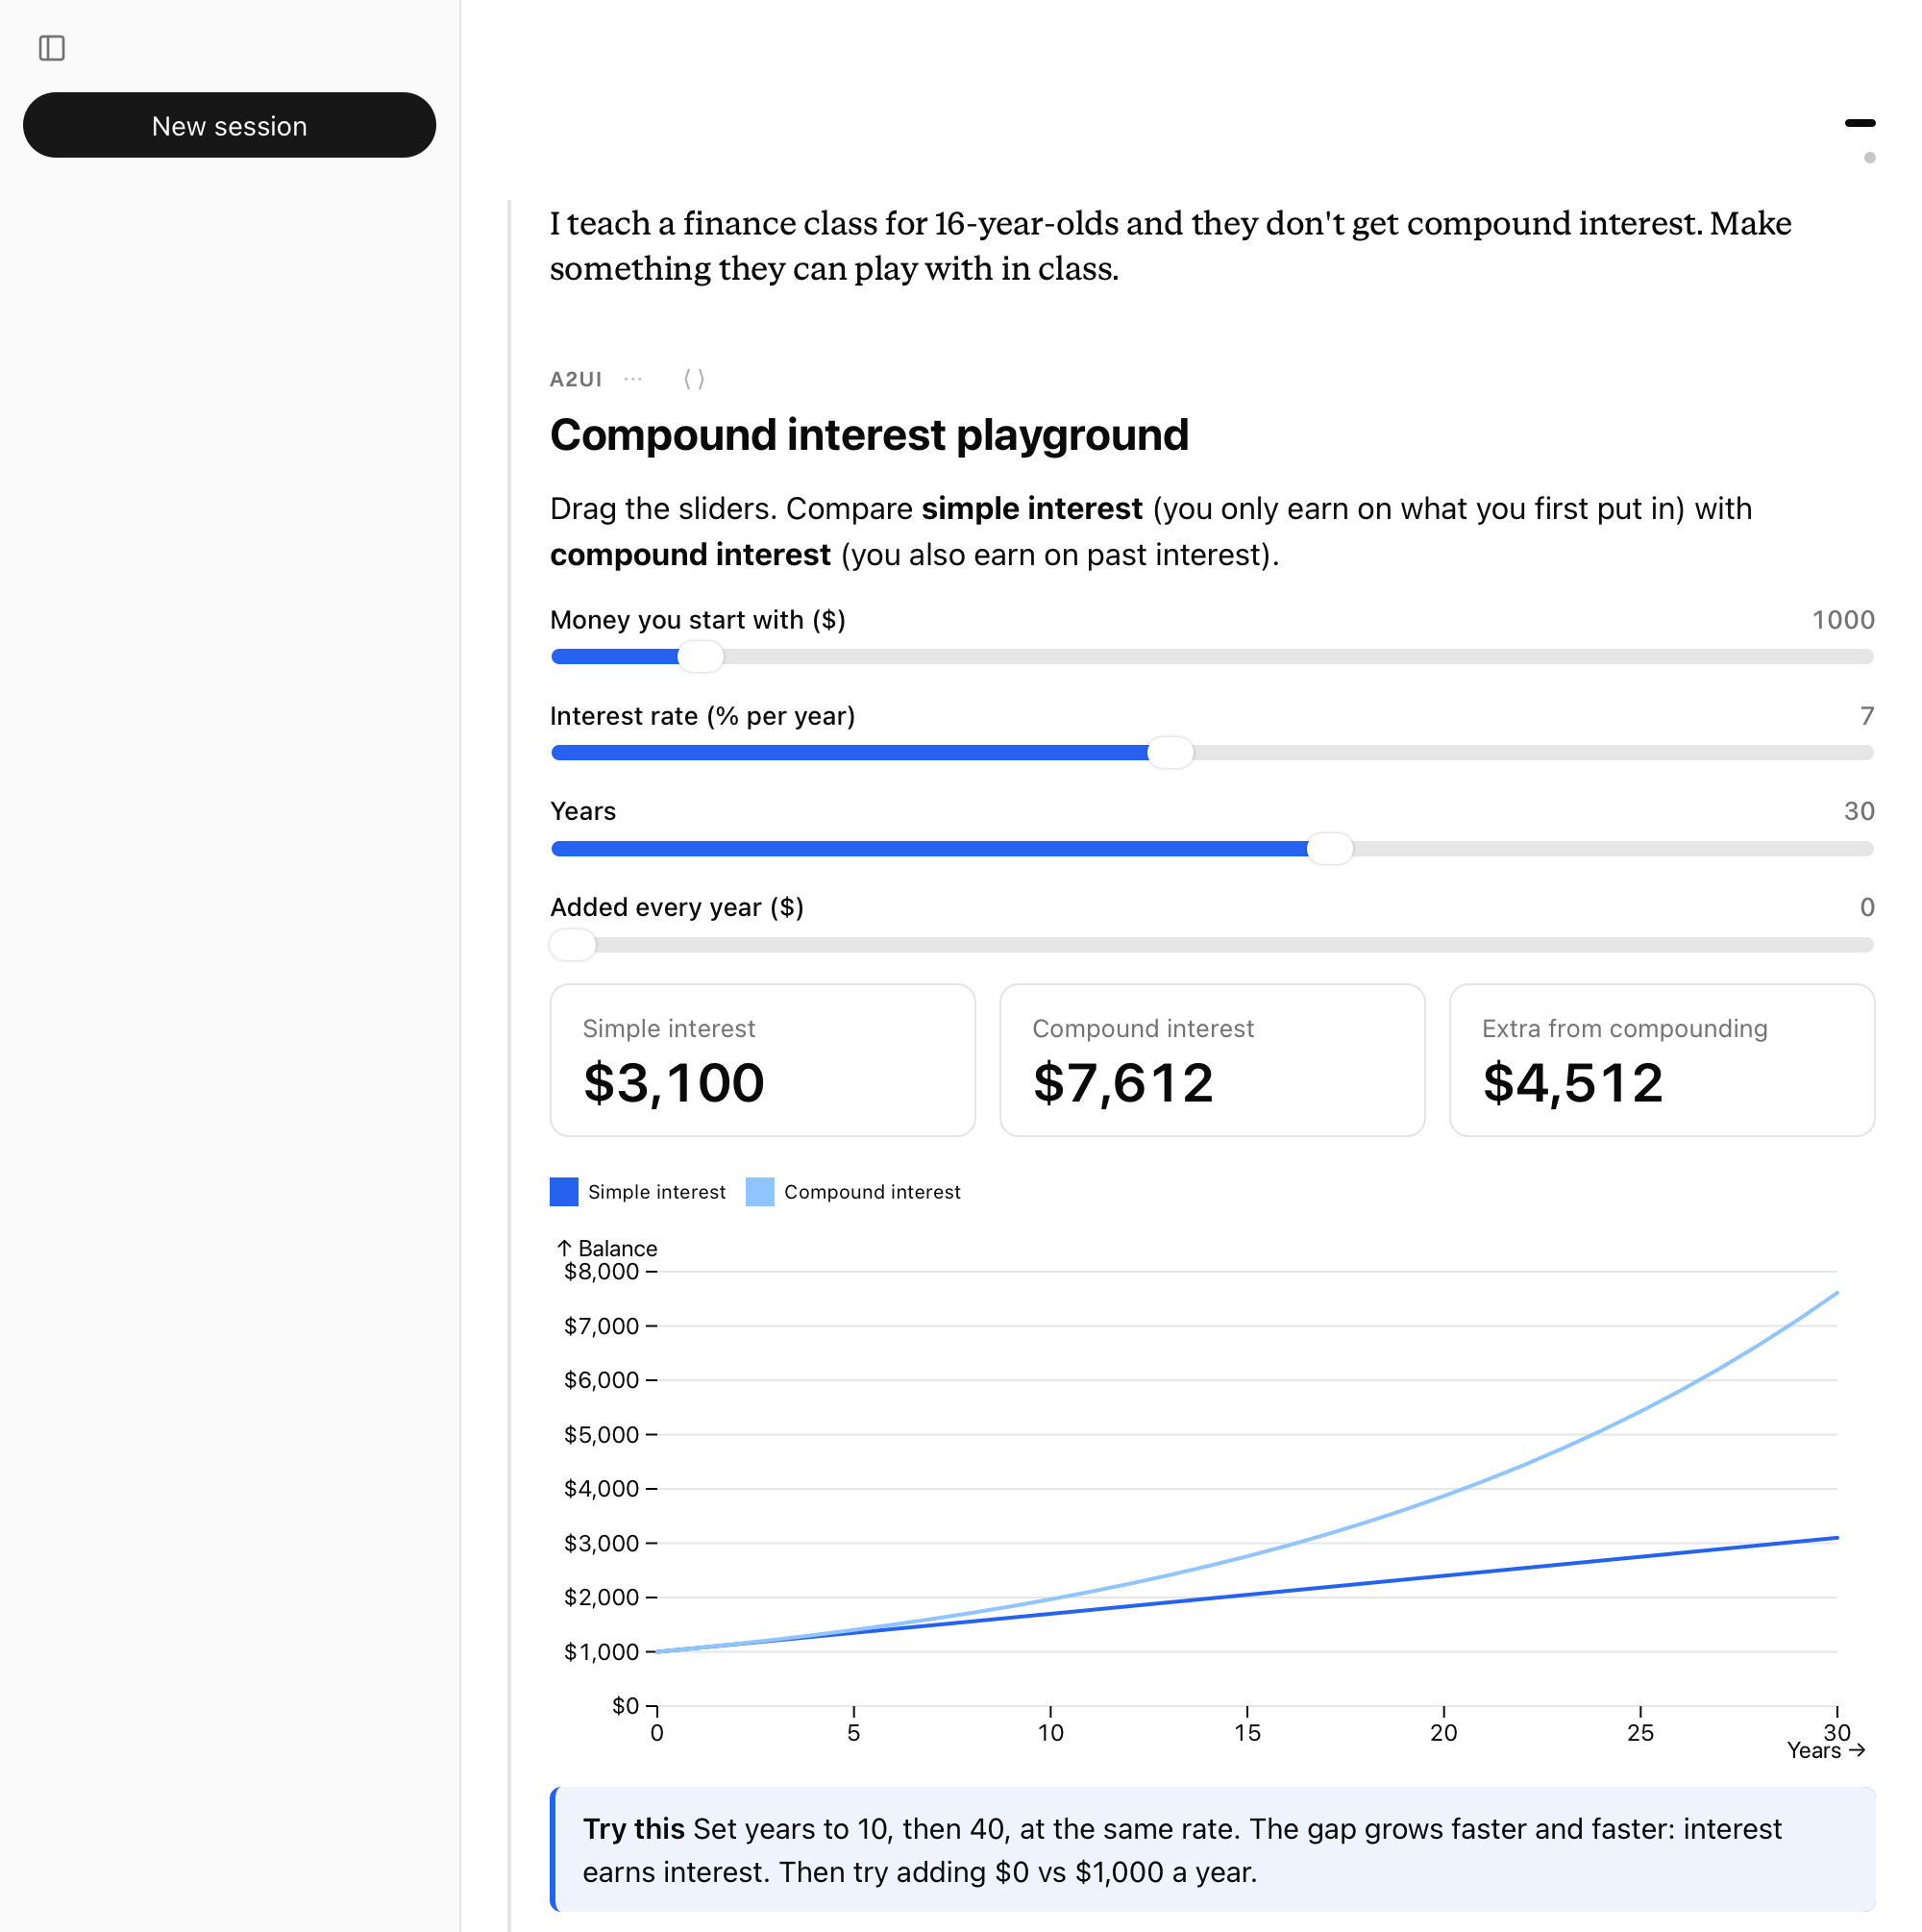 New session
I teach a finance class for 16-year-olds and they don't get compound interest. Make
something they can play with in class.
A2UI ··· ⟨ ⟩
Compound interest playground
Drag the sliders. Compare simple interest (you only earn on what you first put in) with
compound interest (you also earn on past interest).
Money you start with ($) 1000
Interest rate (% per year) 7
Years 30
Added every year ($) 0
Simple interest
$3,100
Compound interest
$7,612
Extra from compounding
$4,512
Simple interest Compound interest
↑ Balance
$8,000
$7,000
$6,000
$5,000
$4,000
$3,000
$2,000
$1,000
$0
0 5 10 15 20 25 30
Years →
Try this Set years to 10, then 40, at the same rate. The gap grows faster and faster: interest
earns interest. Then try adding $0 vs $1,000 a year.